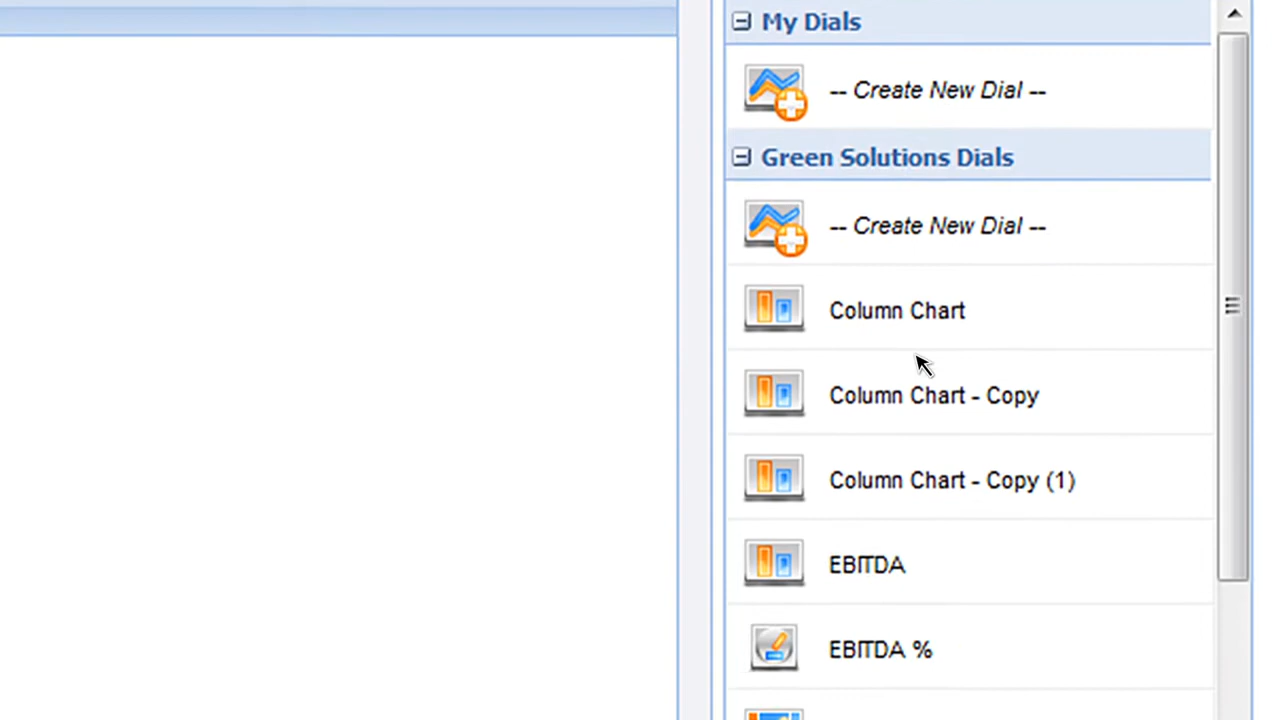 My Dials
-- Create New Dial --
Green Solutions Dials
-- Create New Dial --
Column Chart
Column Chart - Copy
Column Chart - Copy (1)
EBITDA
EBITDA %